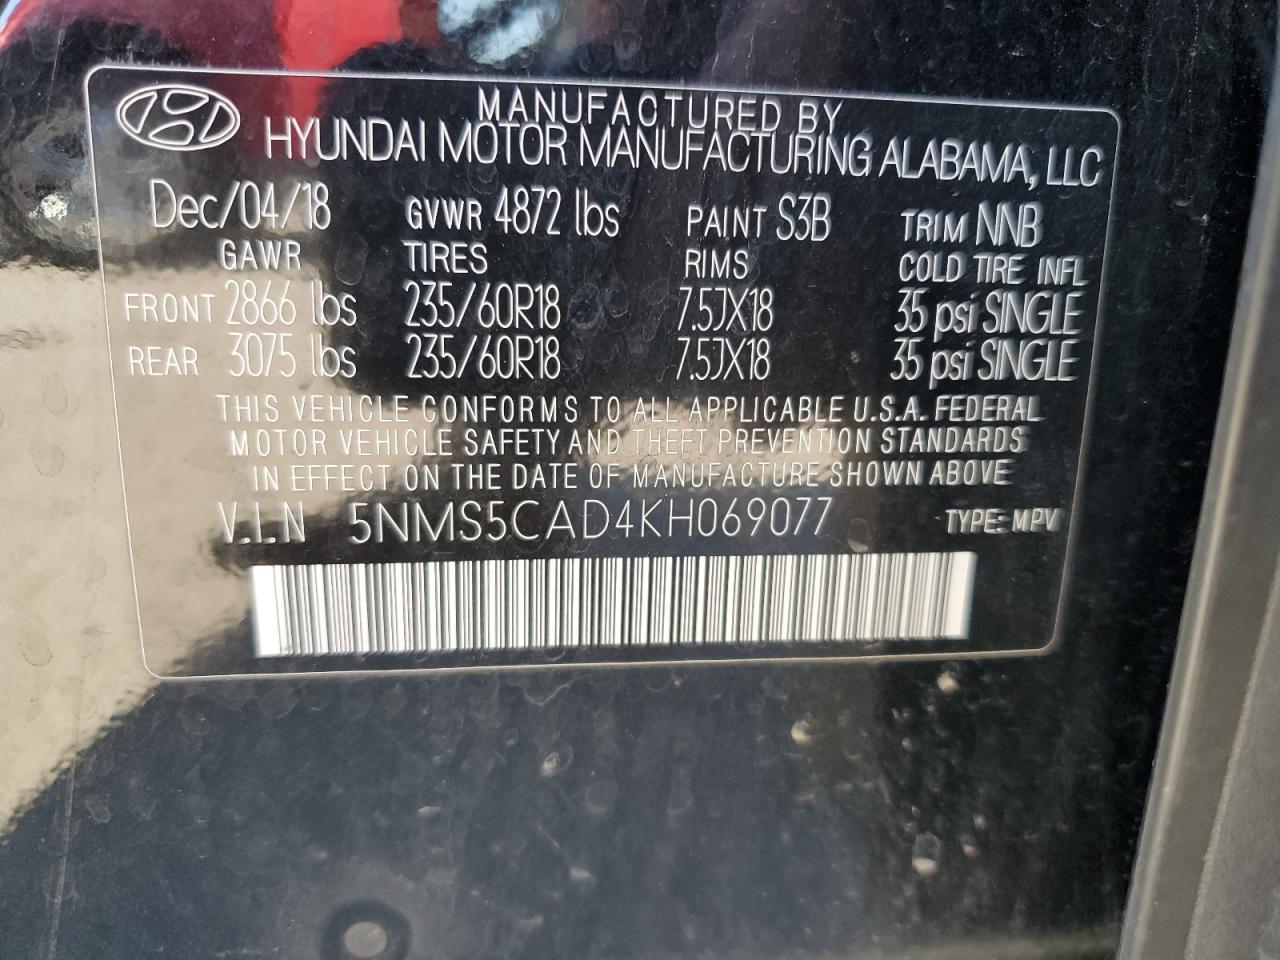 MANUFACTURED BY
HYUNDAI MOTOR MANUFACTURING ALABAMA, LLC
Dec/04/18 GVWR 4872 lbs PAINT S3B TRIM NNB
GAWR TIRES RIMS COLD TIRE INFL
FRONT 2866 lbs 235/60R18 7.5JX18 35 psi SINGLE
REAR 3075 lbs 235/60R18 7.5JX18 35 psi SINGLE
THIS VEHICLE CONFORMS TO ALL APPLICABLE U.S.A. FEDERAL
MOTOR VEHICLE SAFETY AND THEFT PREVENTION STANDARDS
IN EFFECT ON THE DATE OF MANUFACTURE SHOWN ABOVE
V.I.N 5NMS5CAD4KH069077 TYPE: MPV